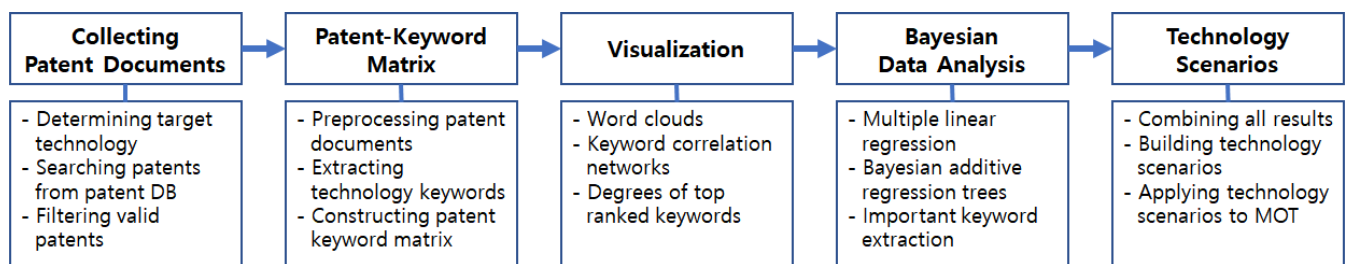 Collecting
Patent Documents
Patent-Keyword
Matrix
Visualization
Bayesian
Data Analysis
Technology
Scenarios
- Determining target
technology
- Searching patents
from patent DB
- Filtering valid
patents
- Preprocessing patent
documents
- Extracting
technology keywords
- Constructing patent
keyword matrix
- Word clouds
- Keyword correlation
networks
- Degrees of top
ranked keywords
- Multiple linear
regression
- Bayesian additive
regression trees
- Important keyword
extraction
- Combining all results
- Building technology
scenarios
- Applying technology
scenarios to MOT